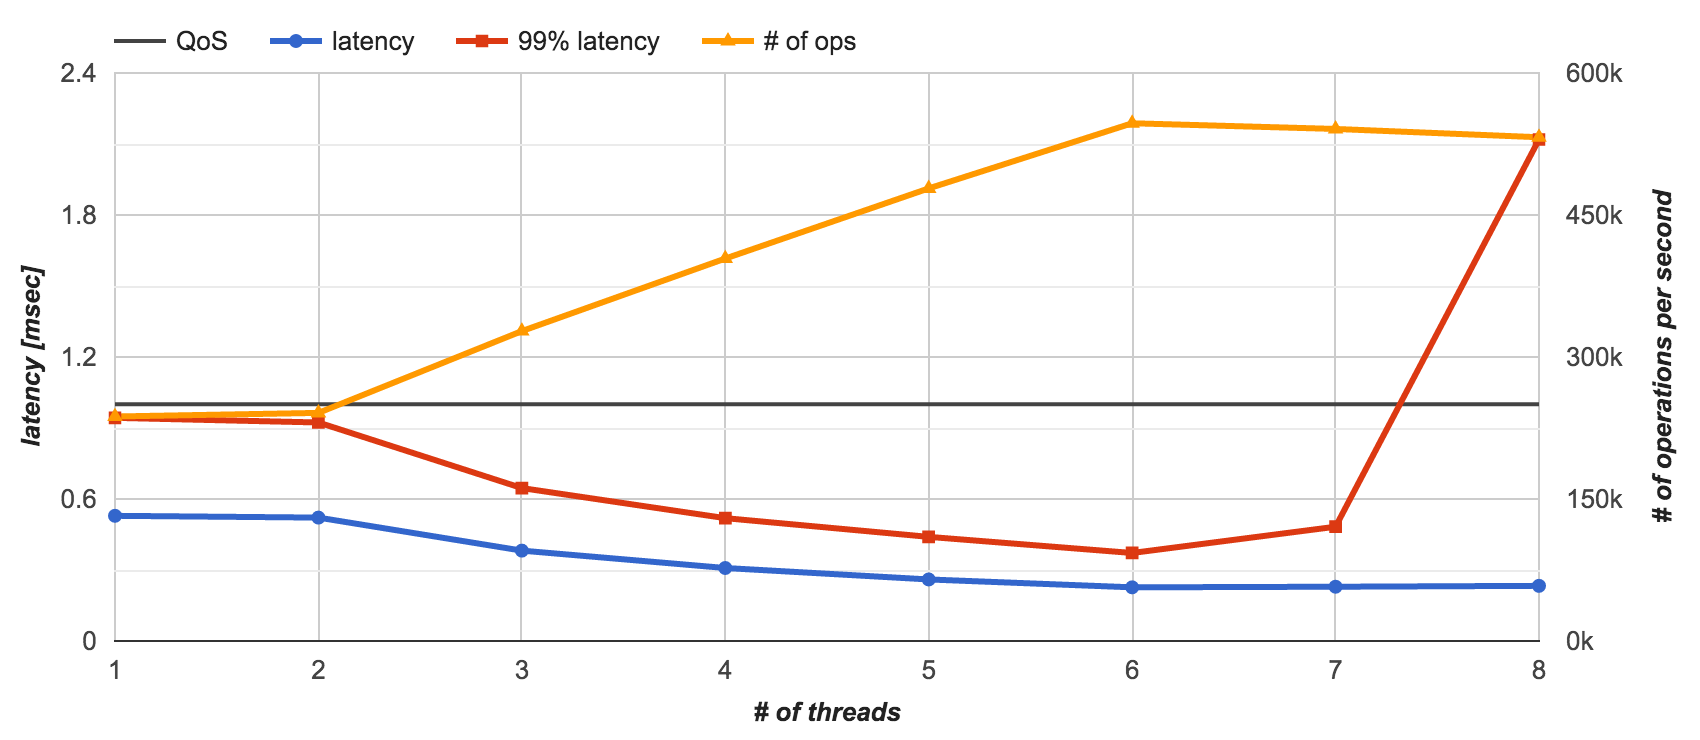 QoS latency 99% latency # of ops
2.4 600k
1.8 450k
1.2 300k
0.6 150k
0 0k
latency [msec]
# of operations per second
1 2 3 4 5 6 7 8
# of threads